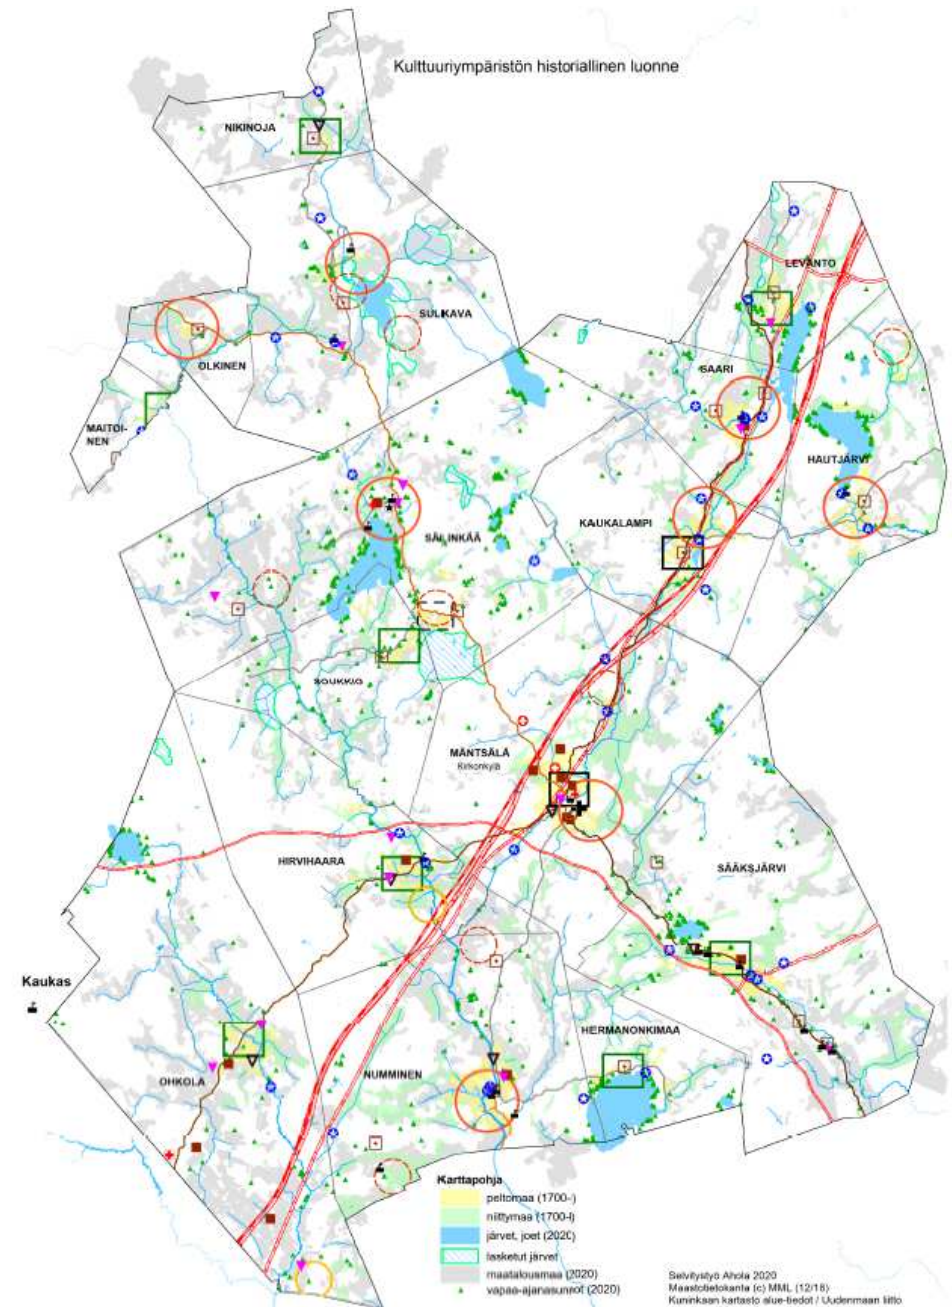 Kulttuuriympäristön historiallinen luonne
NIKINOJA
LEVANTO
SULKAVA
OLKINEN
SAARI
MAITOI-
NEN
HAUTJÄRVI
KAUKALAMPI
SÄLINKÄÄ
SOUKKIO
MÄNTSÄLÄ
Kirkonkylä
HIRVIHAARA
SÄÄKSJÄRVI
Kaukas
HERMANONKIMAA
OHKOLA
NUMMINEN
Karttapohja
peltomaa (1700-l)
niittymaa (1700-l)
järvet, joet (2020)
lasketut järvet
maatalousmaa (2020)
vapaa-ajanasunnot (2020)
Selvitystyö Ahola 2020
Maastotietokanta (c) MML (12/18)
Kuninkaan kartasto alue-tiedot / Uudenmaan liitto